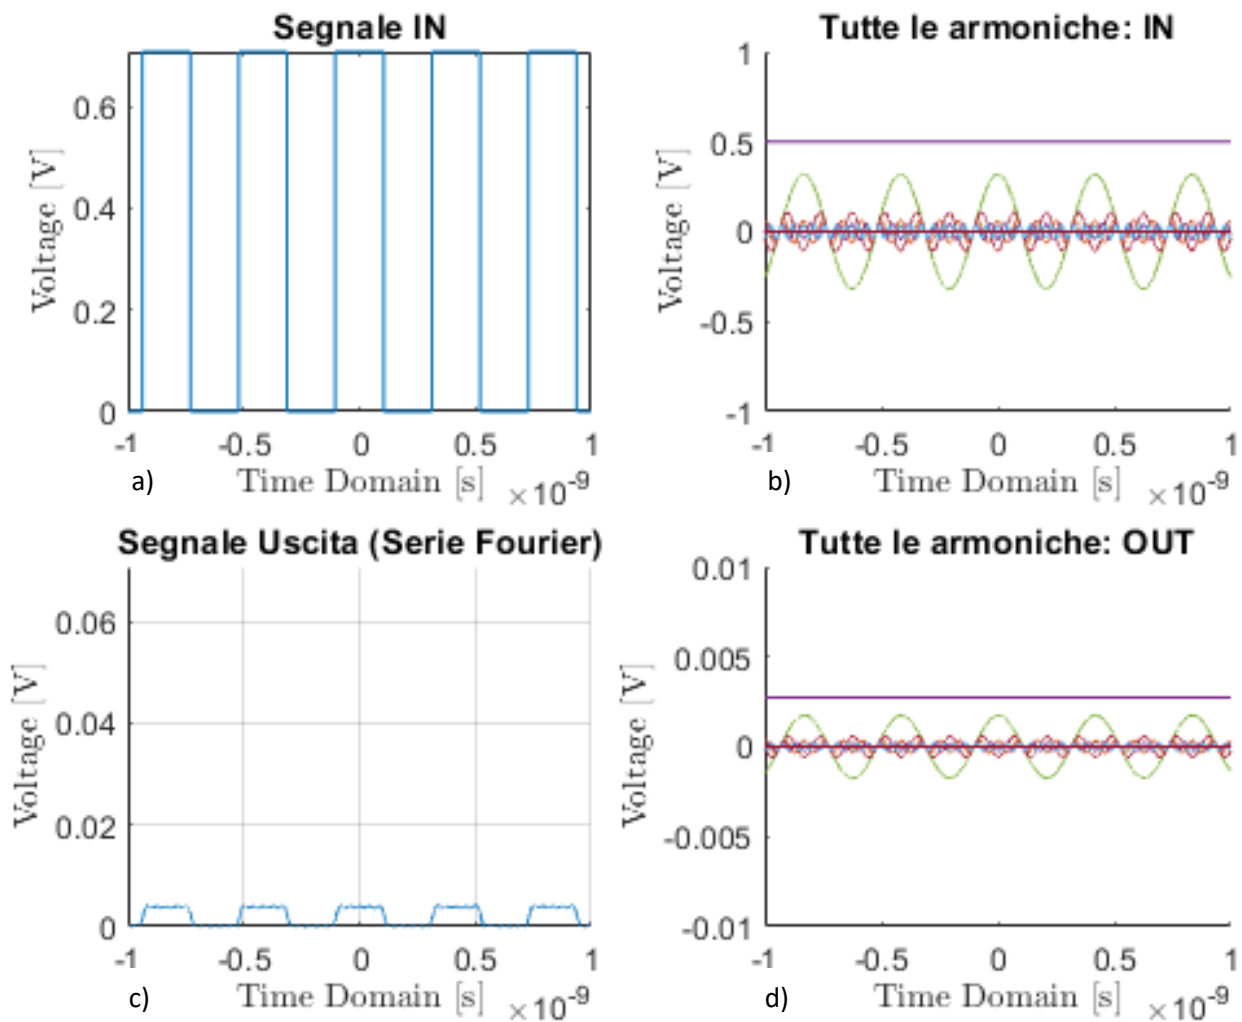 Segnale IN
Voltage [V]
0.6
0.4
0.2
0
-1 -0.5 0 0.5 1
a) Time Domain [s] ×10^-9
Tutte le armoniche: IN
Voltage [V]
1
0.5
0
-0.5
-1
-1 -0.5 0 0.5 1
b) Time Domain [s] ×10^-9
Segnale Uscita (Serie Fourier)
Voltage [V]
0.06
0.04
0.02
0
-1 -0.5 0 0.5 1
c) Time Domain [s] ×10^-9
Tutte le armoniche: OUT
Voltage [V]
0.01
0.005
0
-0.005
-0.01
-1 -0.5 0 0.5 1
d) Time Domain [s] ×10^-9